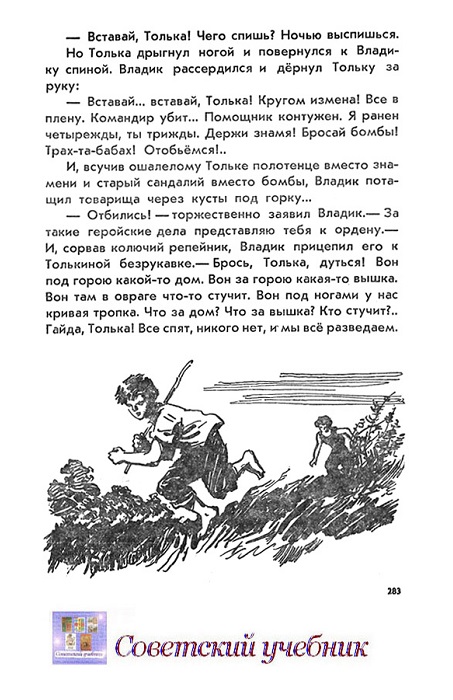 — Вставай, Толька! Чего спишь? Ночью выспишься.
Но Толька дрыгнул ногой и повернулся к Влади-
ку спиной. Владик рассердился и дёрнул Тольку за
руку:
— Вставай... вставай, Толька! Кругом измена! Все в
плену. Командир убит... Помощник контужен. Я ранен
четырежды, ты трижды. Держи знамя! Бросай бомбы!
Трах-та-бабах! Отобьёмся!..
И, всучив ошалелому Тольке полотенце вместо зна-
мени и старый сандалий вместо бомбы, Владик пота-
щил товарища через кусты под горку...
— Отбились! — торжественно заявил Владик.— За
такие геройские дела представляю тебя к ордену.—
И, сорвав колючий репейник, Владик прицепил его к
Толькиной безрукавке.— Брось, Толька, дуться! Вон
под горою какой-то дом. Вон за горою какая-то вышка.
Вон там в овраге что-то стучит. Вон под ногами у нас
кривая тропка. Что за дом? Что за вышка? Кто стучит?..
Гайда, Толька! Все спят, никого нет, и мы всё разведаем.
283
Советский учебник